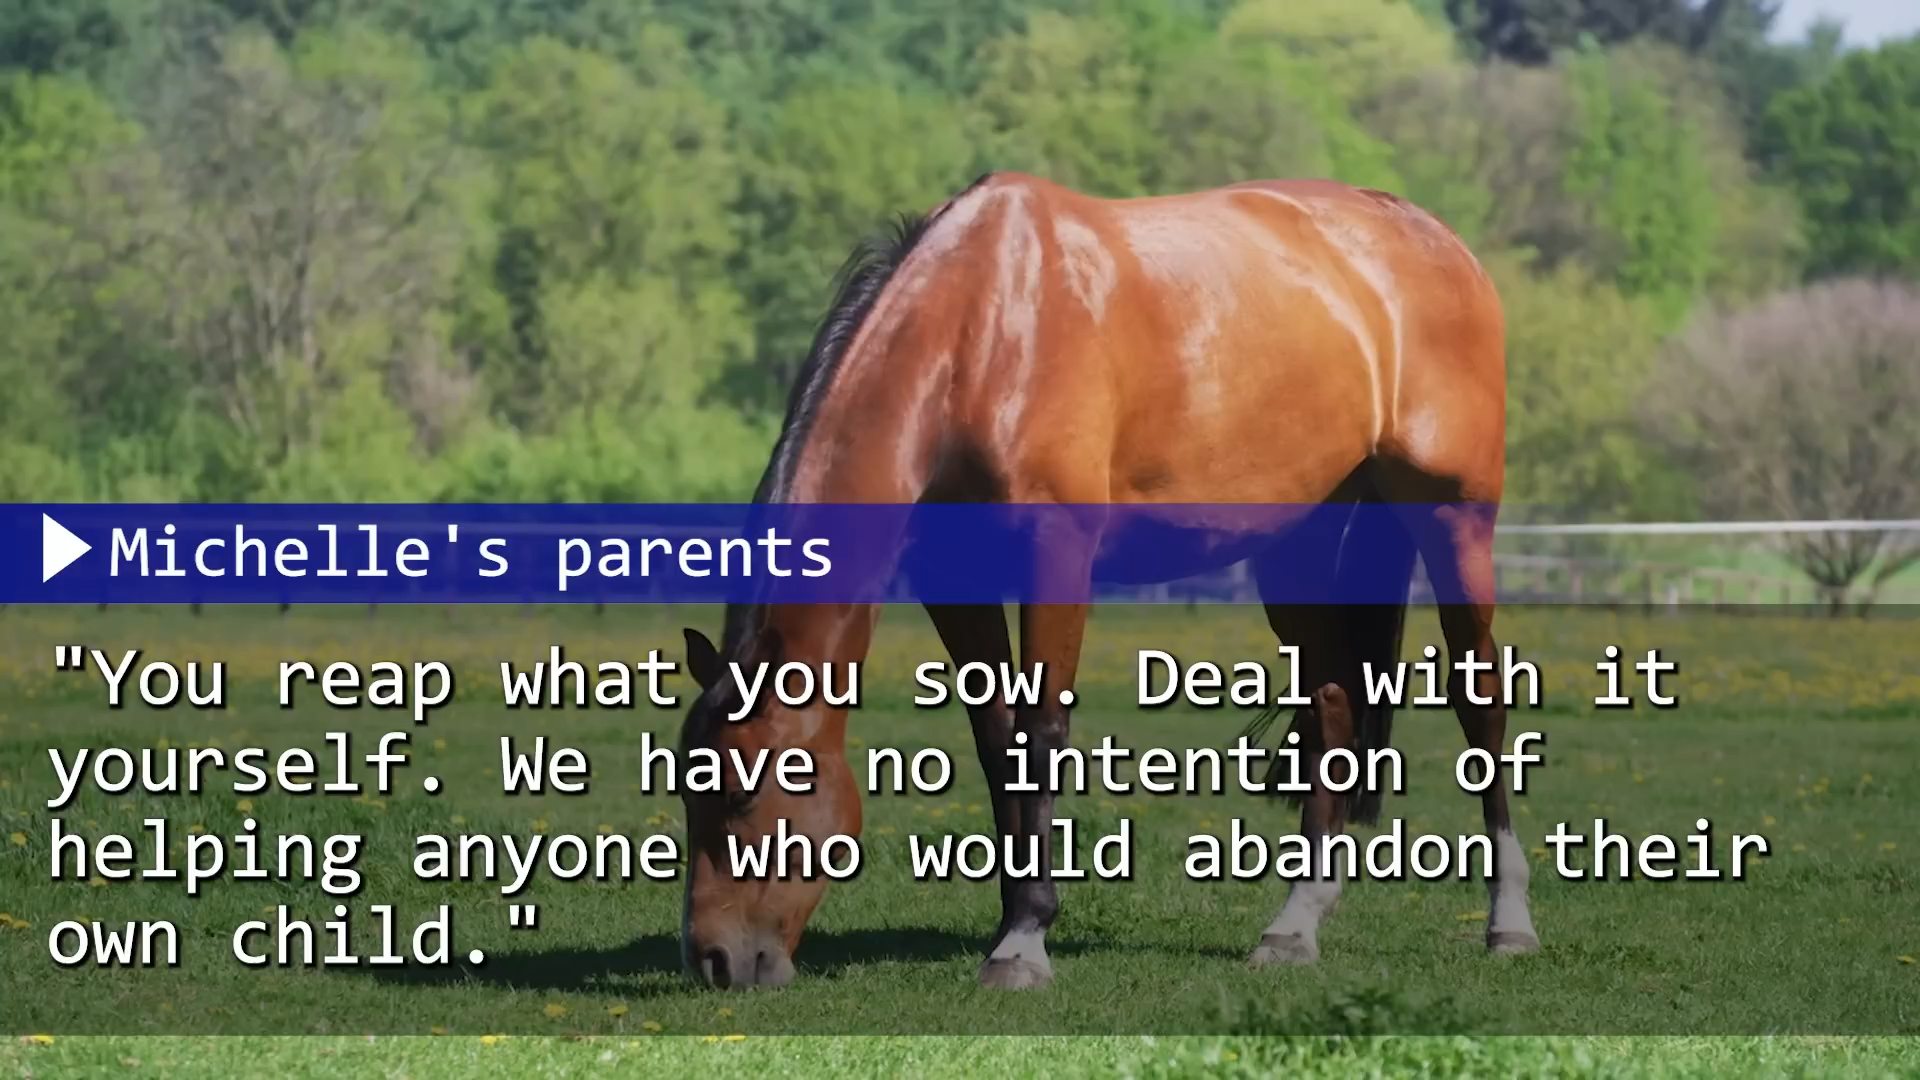 Michelle's parents
"You reap what you sow. Deal with it
yourself. We have no intention of
helping anyone who would abandon their
own child."